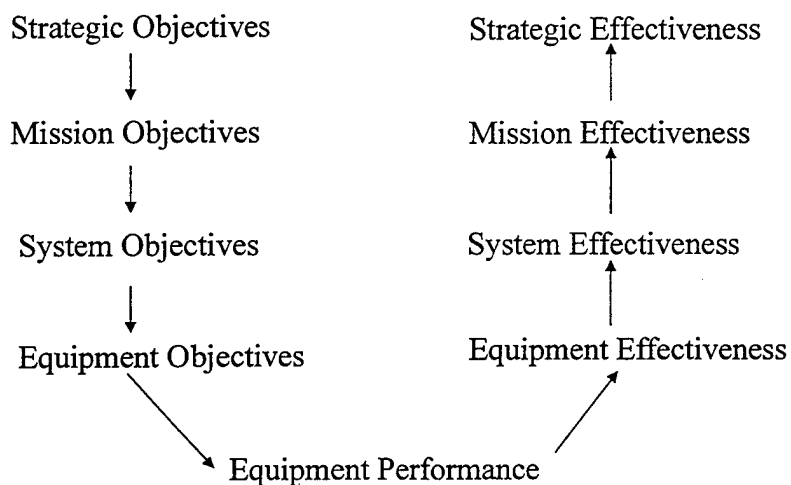 Strategic Objectives
Strategic Effectiveness
Mission Objectives
Mission Effectiveness
System Objectives
System Effectiveness
Equipment Objectives
Equipment Effectiveness
Equipment Performance